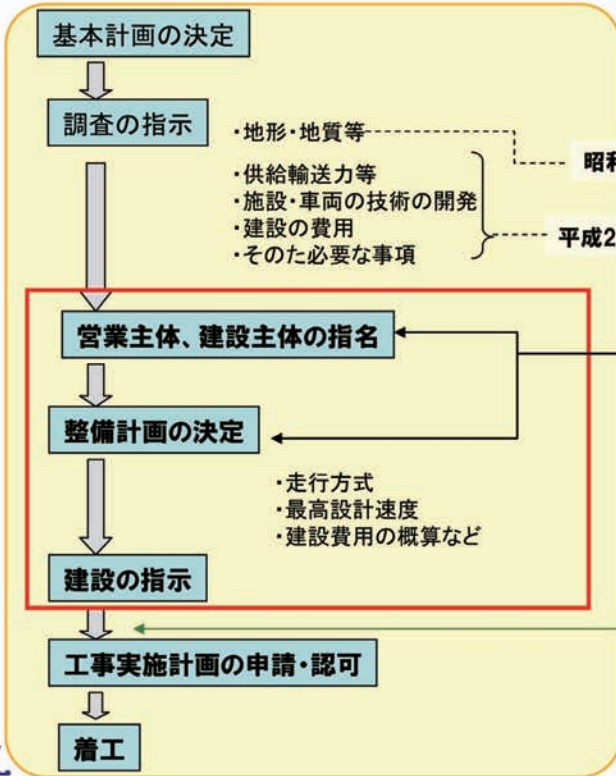 基本計画の決定
調査の指示
・地形・地質等
昭和
・供給輸送力等
・施設・車両の技術の開発
・建設の費用
・そのた必要な事項
平成2
営業主体、建設主体の指名
整備計画の決定
・走行方式
・最高設計速度
・建設費用の概算など
建設の指示
工事実施計画の申請・認可
着工